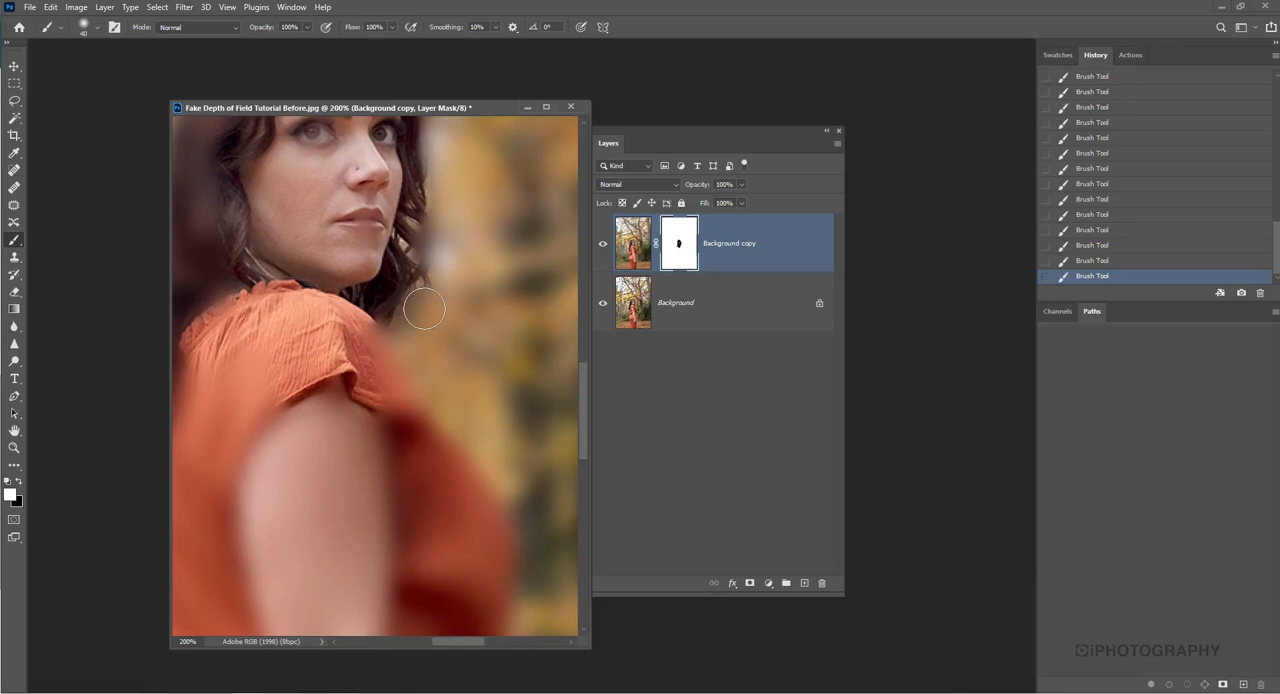 Ps File Edit Image Layer Type Select Filter 3D View Plugins Window Help
40 Mode: Normal Opacity: 100% Flow: 100% Smoothing: 10% 0°
Swatches History Actions
Ps Fake Depth of Field Tutorial Before.jpg @ 200% (Background copy, Layer Mask/8) *
Brush Tool
Brush Tool
Brush Tool
Brush Tool
Brush Tool
Brush Tool
Brush Tool
Brush Tool
Brush Tool
Brush Tool
Brush Tool
Brush Tool
Brush Tool
Brush Tool
Layers
Kind
Normal Opacity: 100%
Lock: Fill: 100%
Background copy
Background
fx
Channels Paths
200% Adobe RGB (1998) (8bpc)
iPHOTOGRAPHY